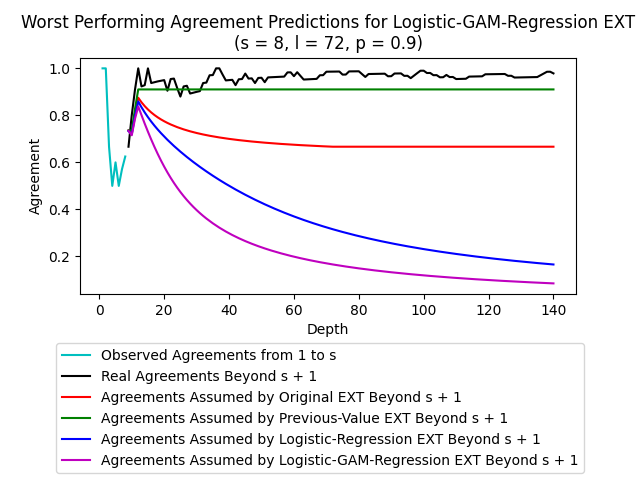 Worst Performing Agreement Predictions for Logistic-GAM-Regression EXT
(s = 8, l = 72, p = 0.9)
1.0
0.8
0.6
0.4
0.2
Agreement
0 20 40 60 80 100 120 140
Depth
Observed Agreements from 1 to s
Real Agreements Beyond s + 1
Agreements Assumed by Original EXT Beyond s + 1
Agreements Assumed by Previous-Value EXT Beyond s + 1
Agreements Assumed by Logistic-Regression EXT Beyond s + 1
Agreements Assumed by Logistic-GAM-Regression EXT Beyond s + 1